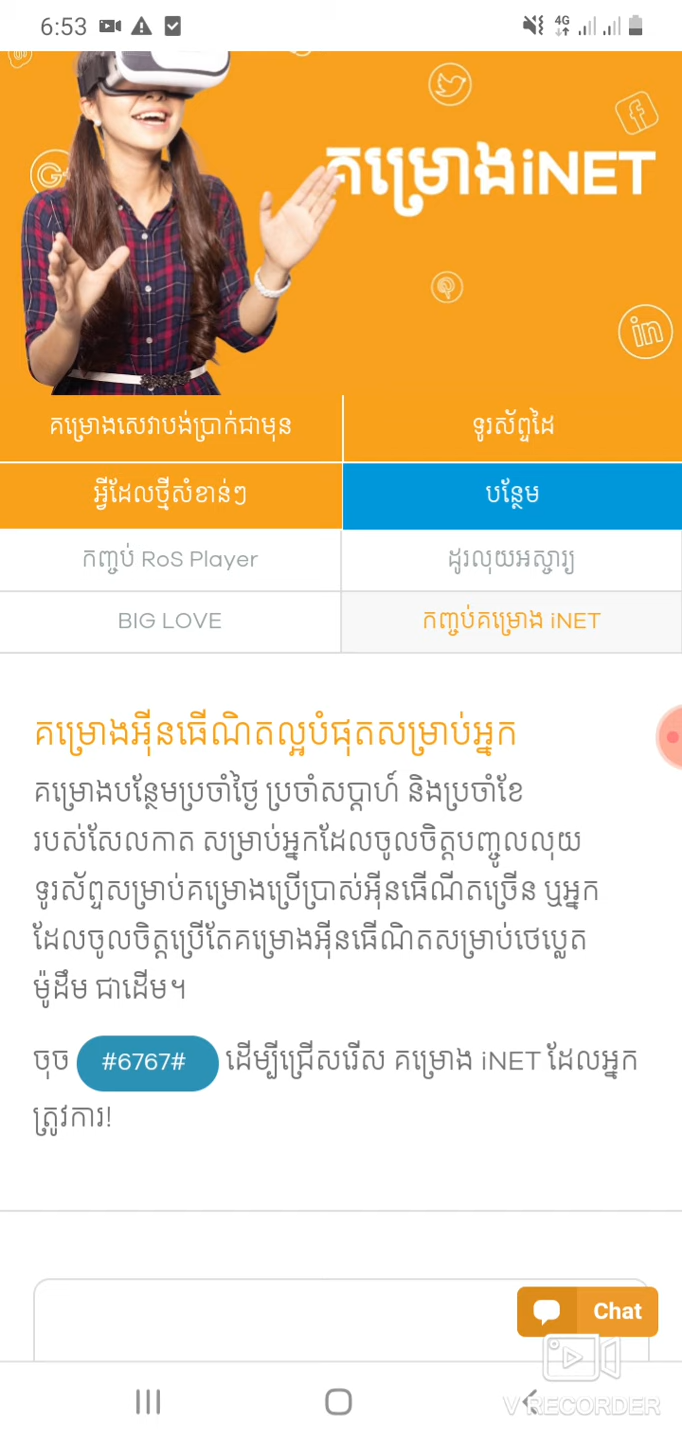 6:53
4G
គម្រោងiNET
គម្រោងសេវាបង់ប្រាក់ជាមុន
ទូរស័ព្ទដៃ
អ្វីដែលថ្មីសំខាន់ៗ
បន្ថែម
កញ្ចប់ RoS Player
ដូរលុយអស្ចារ្យ
BIG LOVE
កញ្ចប់គម្រោង iNET
គម្រោងអ៊ីនធើណិតល្អបំផុតសម្រាប់អ្នក
គម្រោងបន្ថែមប្រចាំថ្ងៃ ប្រចាំសប្តាហ៍ និងប្រចាំខែ
របស់សែលកាត សម្រាប់អ្នកដែលចូលចិត្តបញ្ចូលលុយ
ទូរស័ព្ទសម្រាប់គម្រោងប្រើប្រាស់អ៊ីនធើណីតច្រើន ឬអ្នក
ដែលចូលចិត្តប្រើតែគម្រោងអ៊ីនធើណិតសម្រាប់ថេប្លេត
ម៉ូដឹម ជាដើម។
ចុច #6767# ដើម្បីជ្រើសរើស គម្រោង iNET ដែលអ្នក
ត្រូវការ!
Chat
V RECORDER